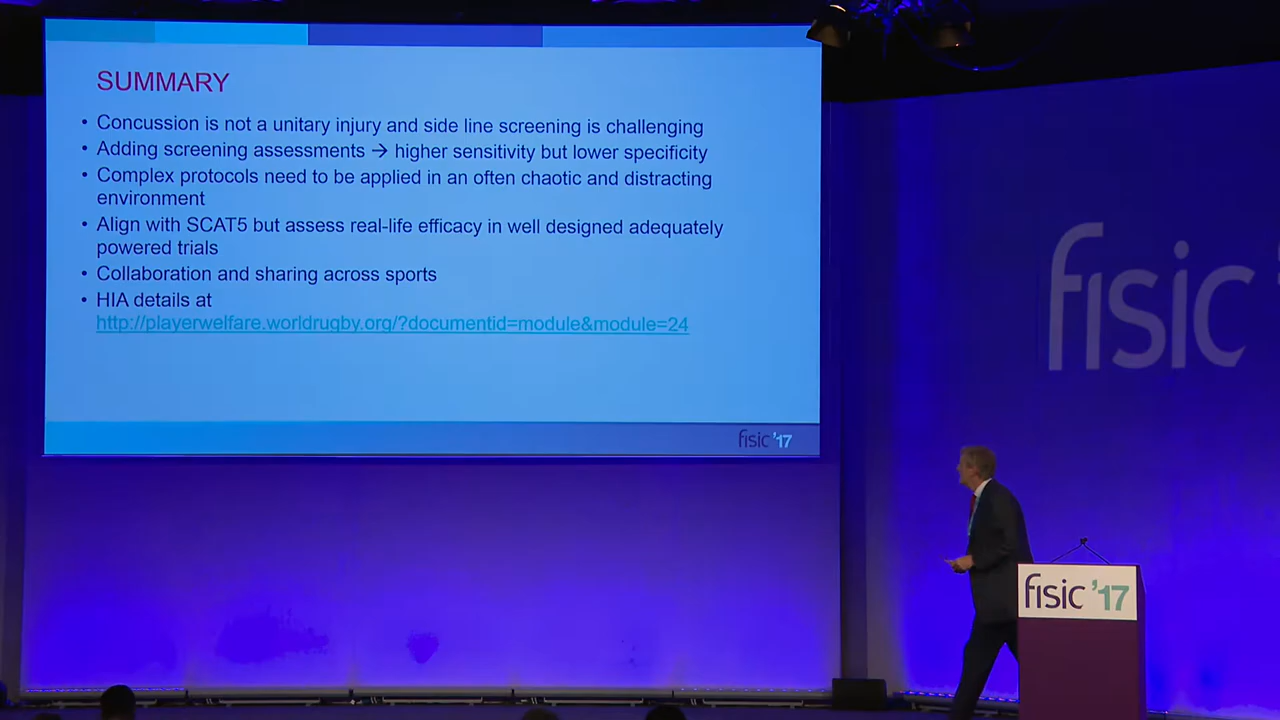 SUMMARY
• Concussion is not a unitary injury and side line screening is challenging
• Adding screening assessments → higher sensitivity but lower specificity
• Complex protocols need to be applied in an often chaotic and distracting
environment
• Align with SCAT5 but assess real-life efficacy in well designed adequately
powered trials
• Collaboration and sharing across sports
• HIA details at
http://playerwelfare.worldrugby.org/?documentid=module&module=24
fisic '17
fisic '
fisic '17